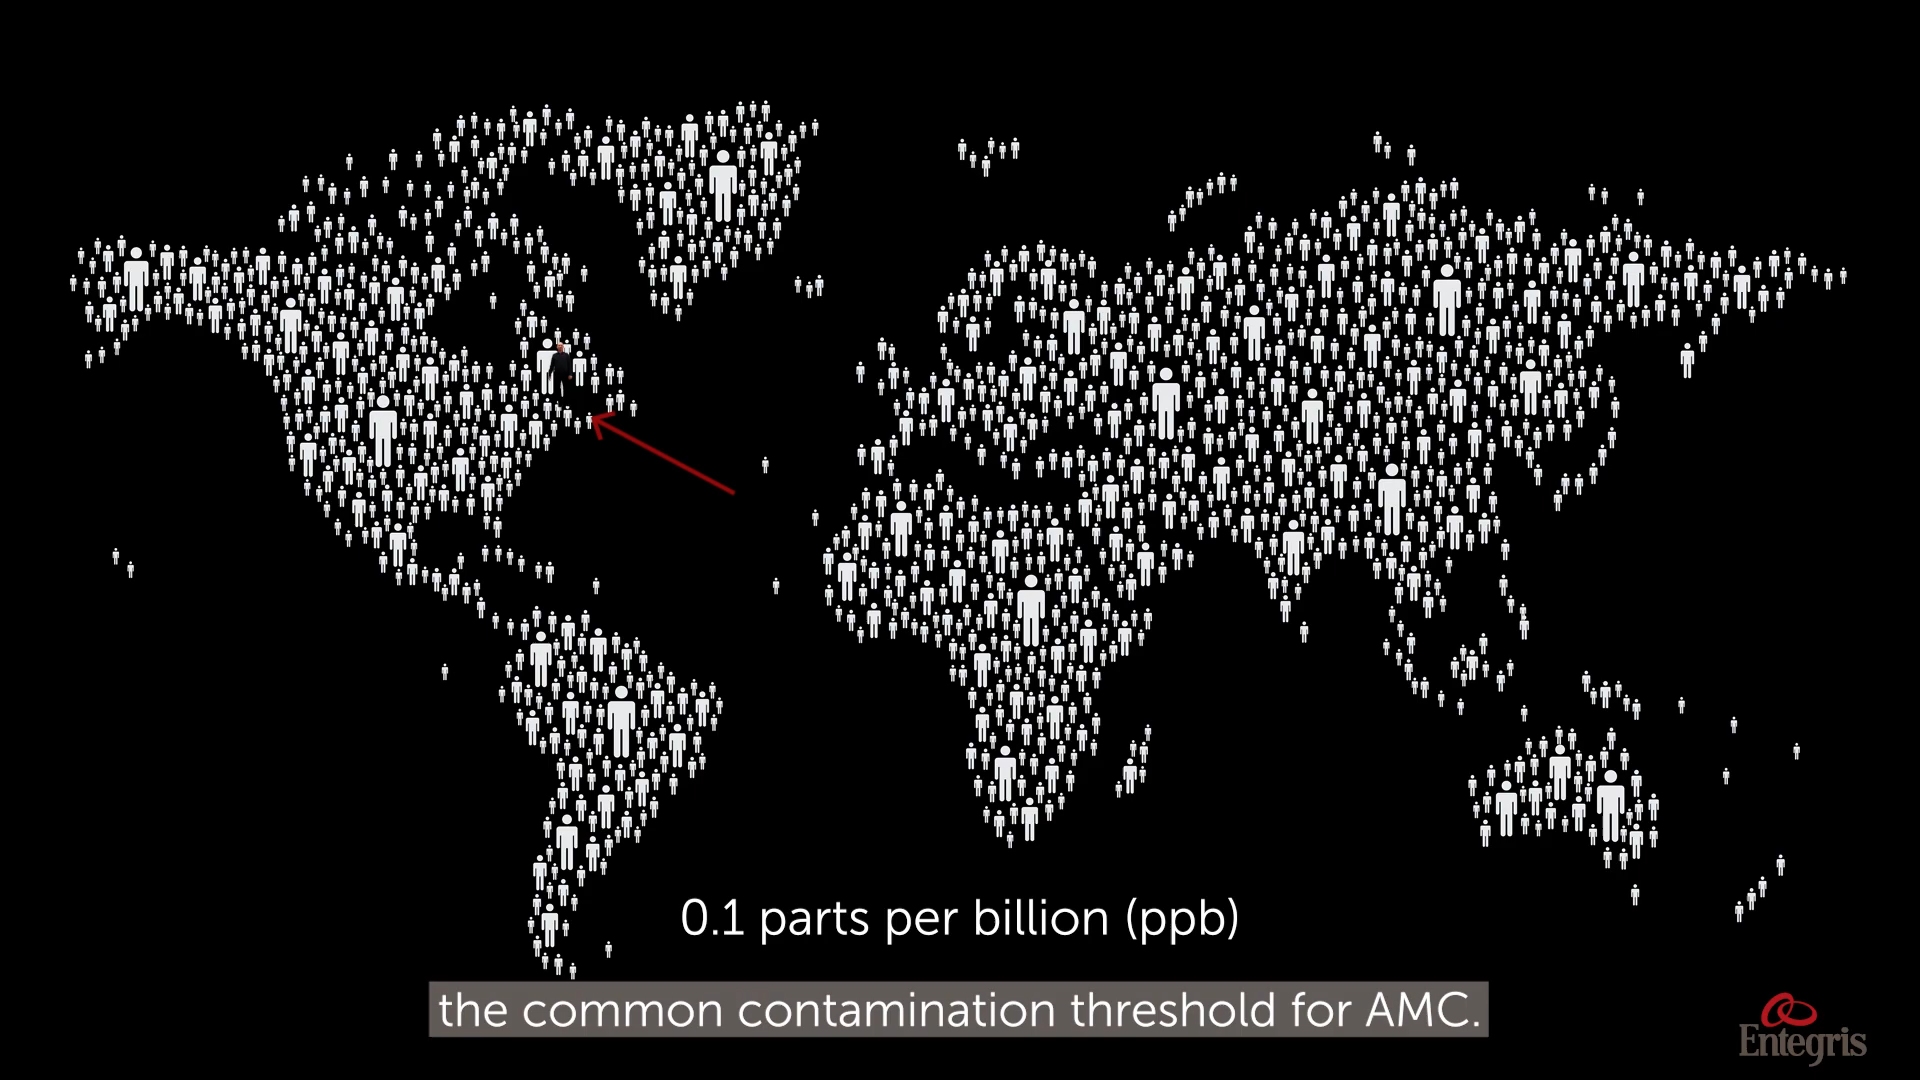 0.1 parts per billion (ppb)
the common contamination threshold for AMC.
Entegris